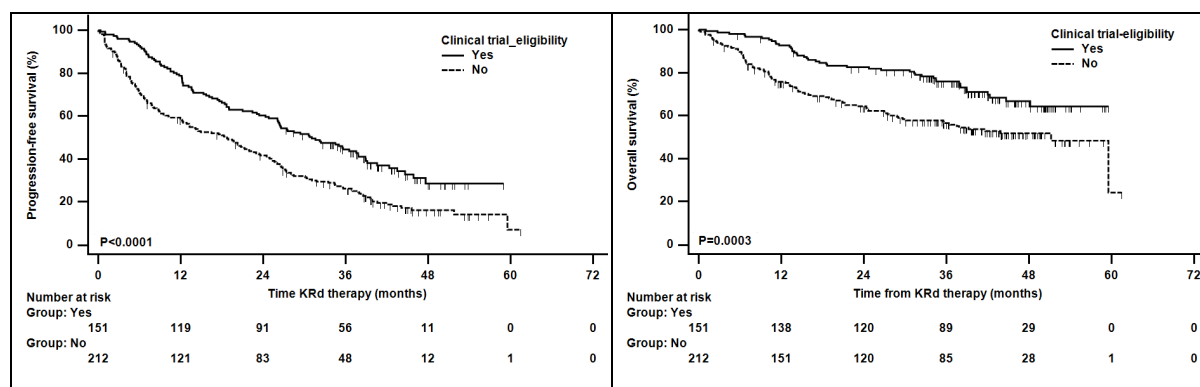 Clinical trial_eligibility
Yes
No
Progression-free survival (%)
100
80
60
40
20
0
P<0.0001
0 12 24 36 48 60 72
Time KRd therapy (months)
Number at risk
Group: Yes
151 119 91 56 11 0 0
Group: No
212 121 83 48 12 1 0
Clinical trial-eligibility
Yes
No
Overall survival (%)
100
80
60
40
20
0
P=0.0003
0 12 24 36 48 60 72
Time from KRd therapy (months)
Number at risk
Group: Yes
151 138 120 89 29 0 0
Group: No
212 151 120 85 28 1 0